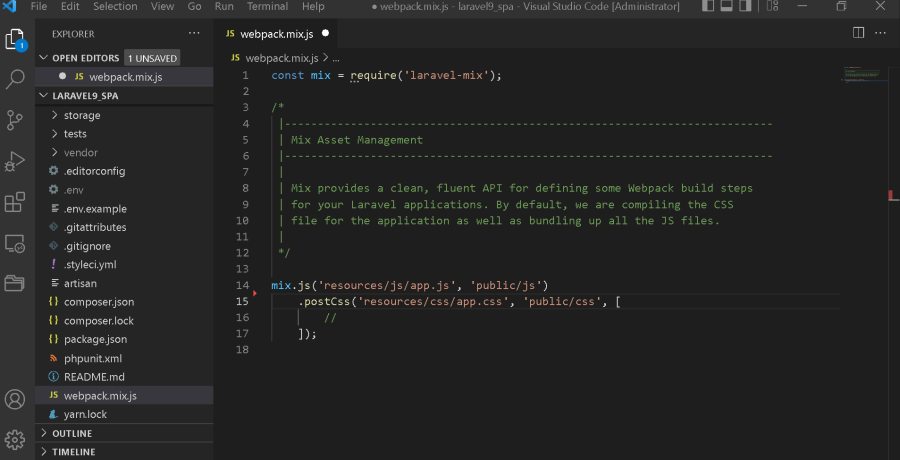 File Edit Selection View Go Run Terminal Help ● webpack.mix.js - laravel9_spa - Visual Studio Code [Administrator]
EXPLORER ...
OPEN EDITORS 1 UNSAVED
JS webpack.mix.js
LARAVEL9_SPA
storage
tests
vendor
.editorconfig
.env
.env.example
.gitattributes
.gitignore
.styleci.yml
artisan
{} composer.json
{} composer.lock
{} package.json
phpunit.xml
README.md
JS webpack.mix.js
yarn.lock
OUTLINE
TIMELINE
1
JS webpack.mix.js ●
JS webpack.mix.js > ...
1 const mix = require('laravel-mix');
2
3 /*
4 |--------------------------------------------------------------------------
5 | Mix Asset Management
6 |--------------------------------------------------------------------------
7 |
8 | Mix provides a clean, fluent API for defining some Webpack build steps
9 | for your Laravel applications. By default, we are compiling the CSS
10 | file for the application as well as bundling up all the JS files.
11 |
12 */
13
14 mix.js('resources/js/app.js', 'public/js')
15 .postCss('resources/css/app.css', 'public/css', [
16 //
17 ]);
18